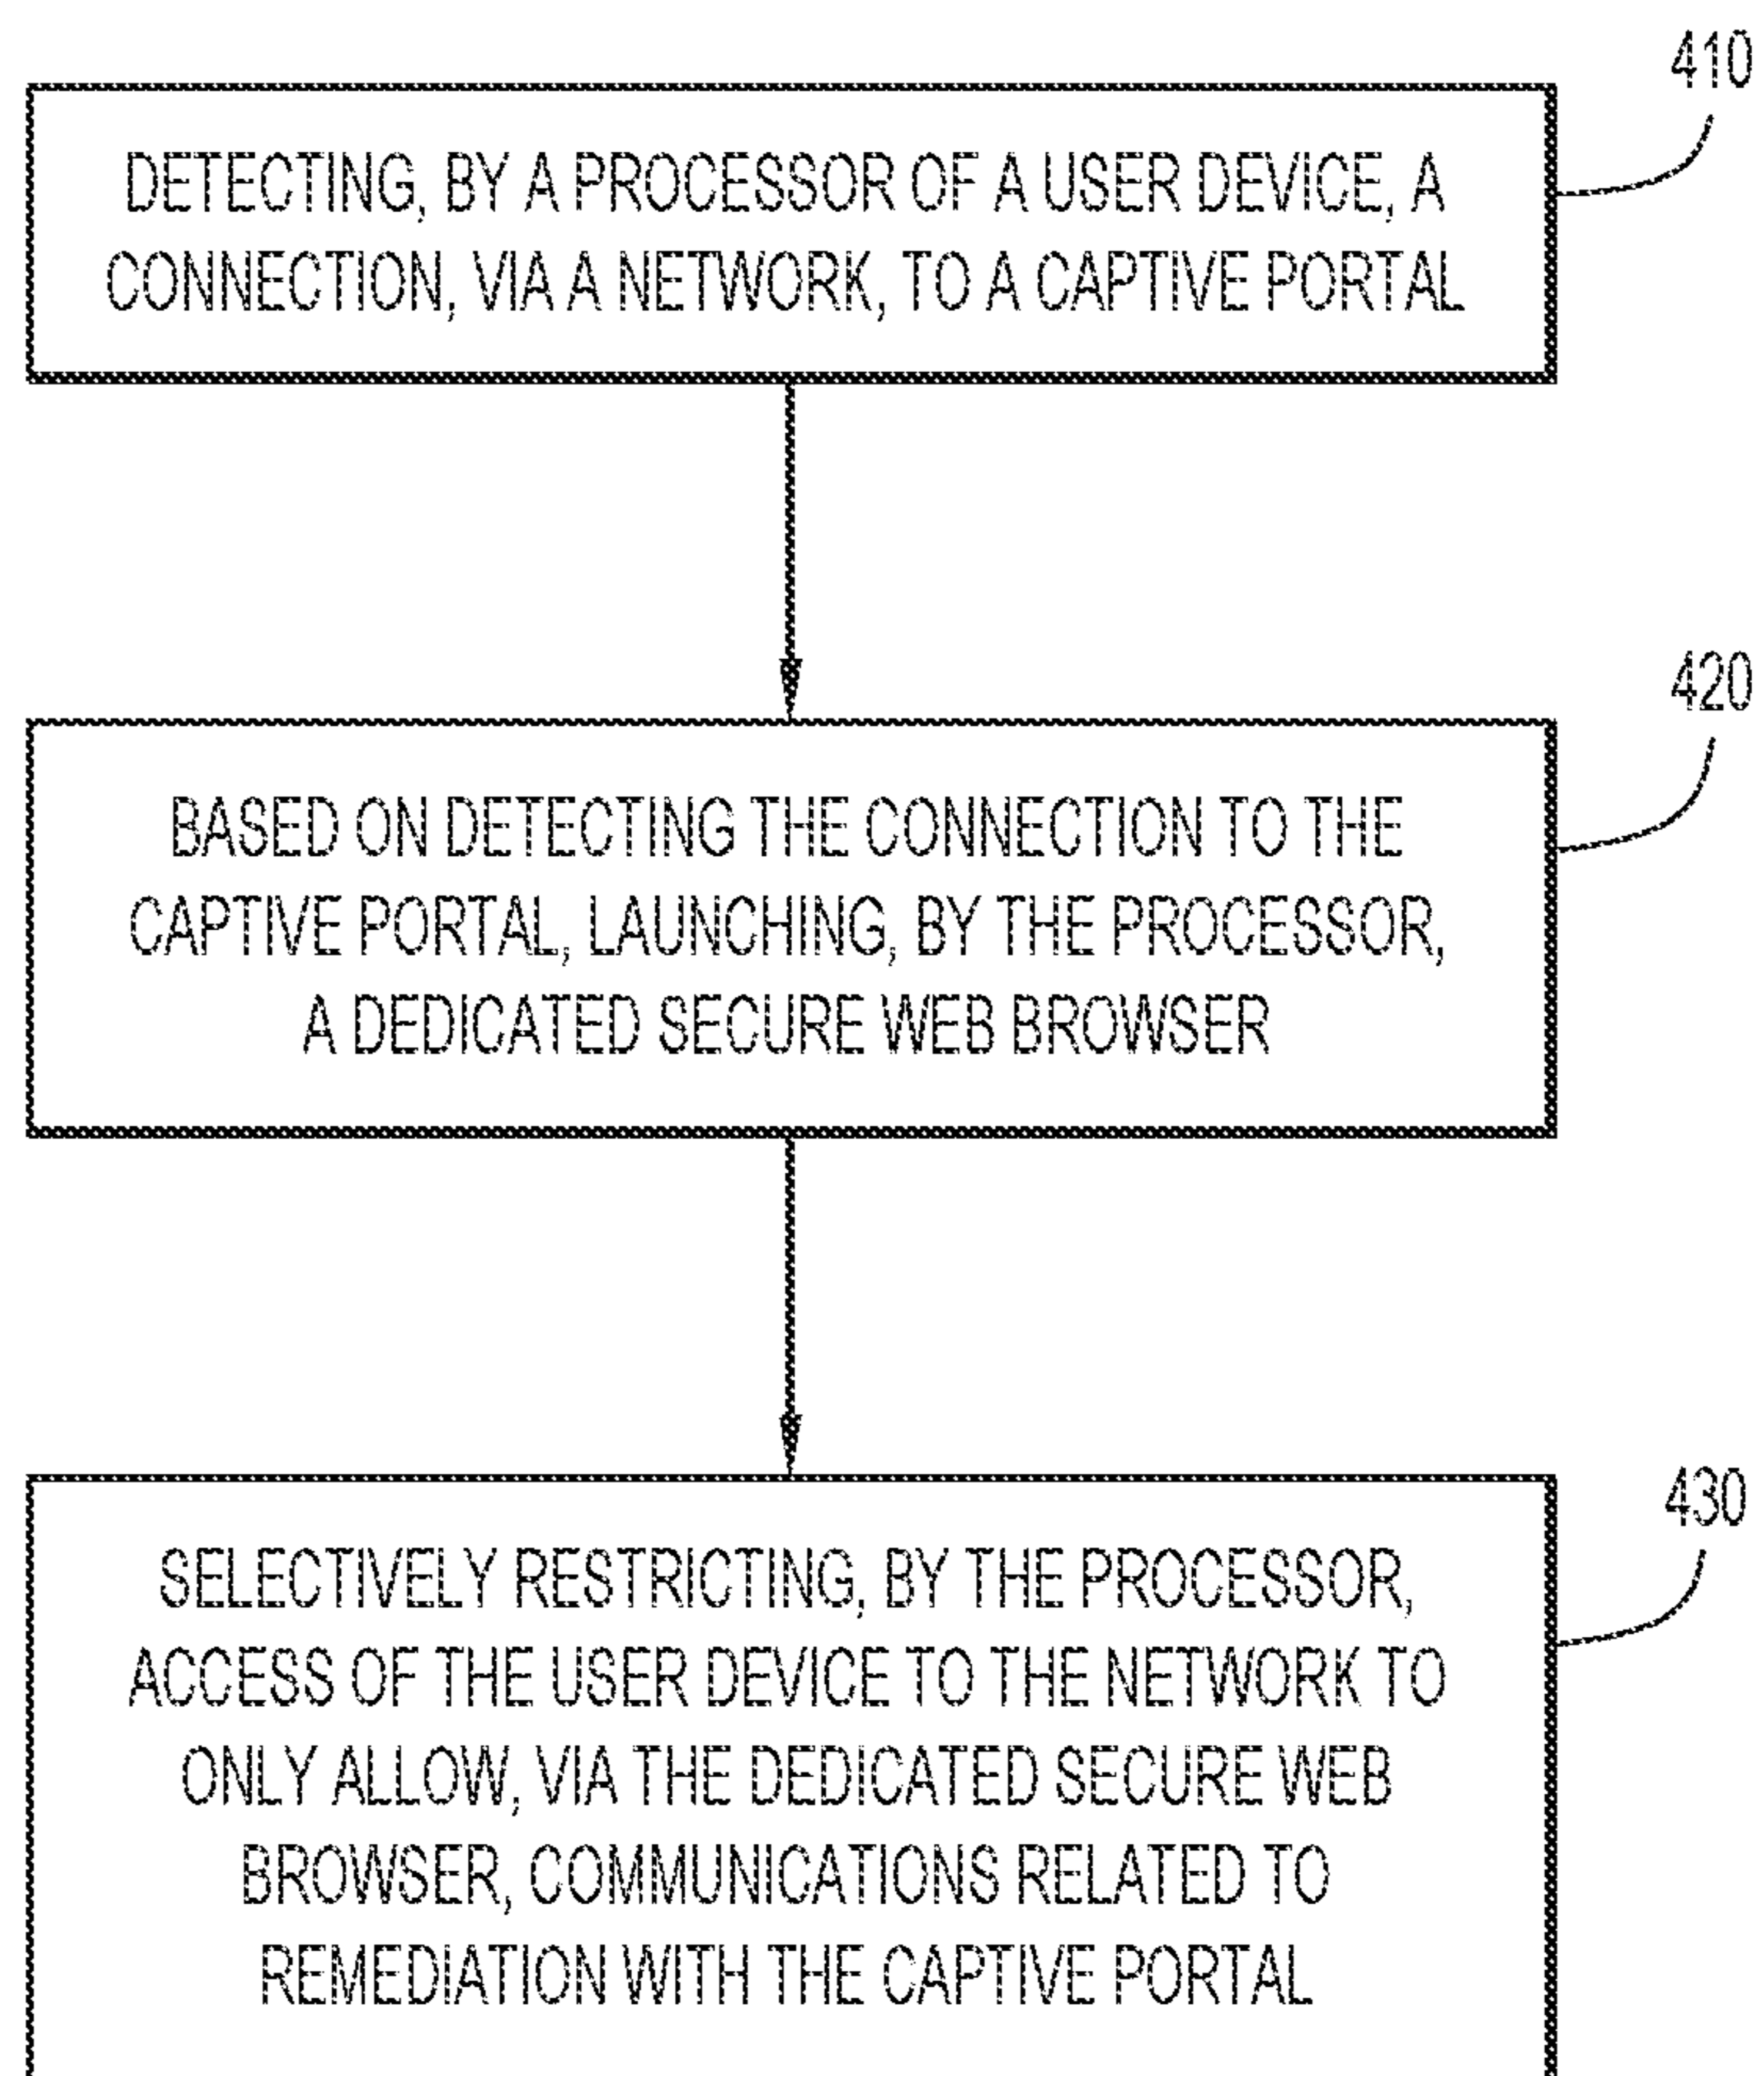 410
DETECTING, BY A PROCESSOR OF A USER DEVICE, A
CONNECTION, VIA A NETWORK, TO A CAPTIVE PORTAL
420
BASED ON DETECTING THE CONNECTION TO THE
CAPTIVE PORTAL, LAUNCHING, BY THE PROCESSOR,
A DEDICATED SECURE WEB BROWSER
430
SELECTIVELY RESTRICTING, BY THE PROCESSOR,
ACCESS OF THE USER DEVICE TO THE NETWORK TO
ONLY ALLOW, VIA THE DEDICATED SECURE WEB
BROWSER, COMMUNICATIONS RELATED TO
REMEDIATION WITH THE CAPTIVE PORTAL